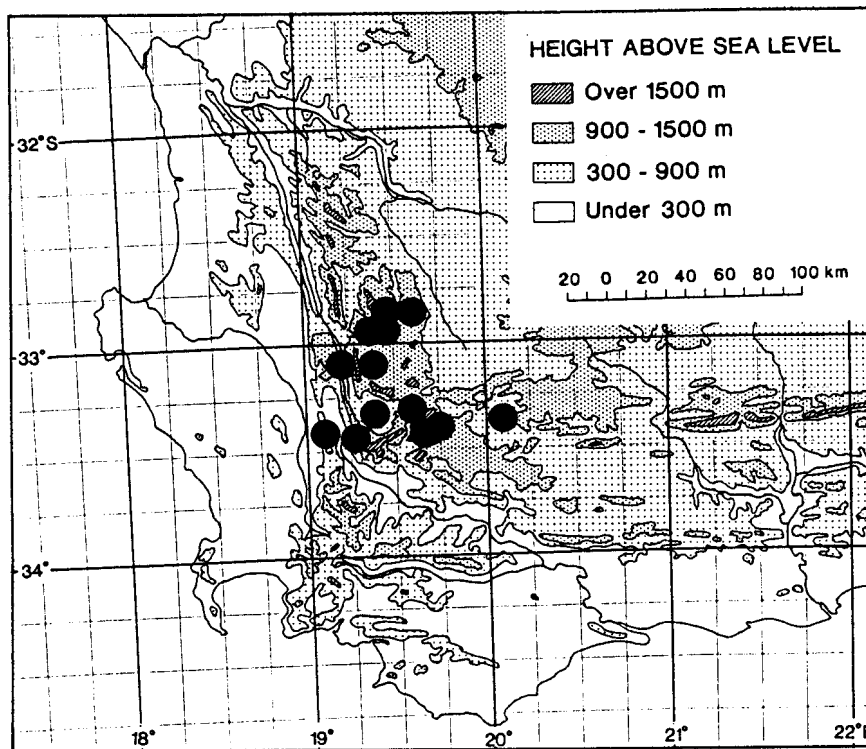 HEIGHT ABOVE SEA LEVEL
Over 1500 m
900 - 1500 m
300 - 900 m
Under 300 m
20 0 20 40 60 80 100 km
32°S
33°
34°
18° 19° 20° 21° 22°E